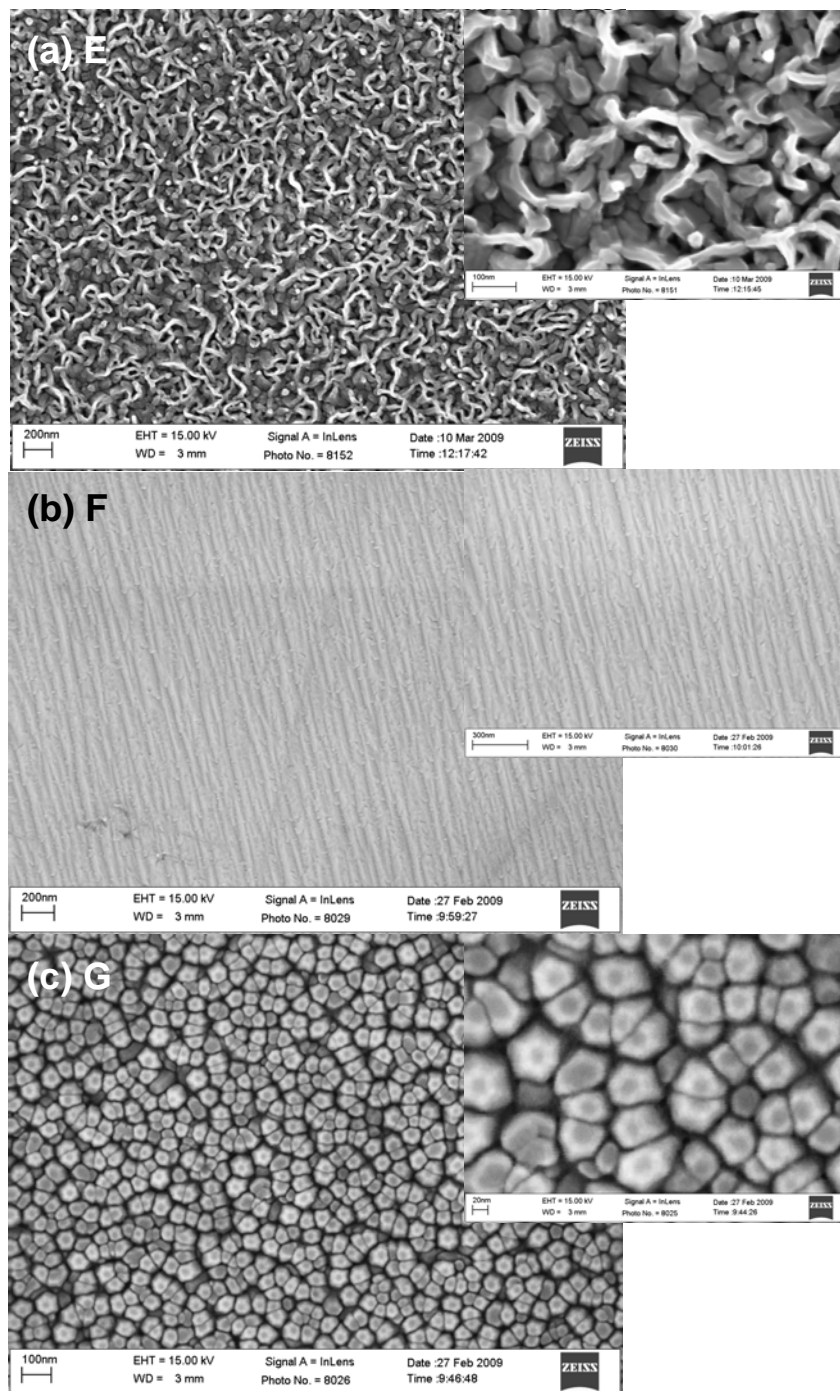 (a) E
100nm EHT = 15.00 kV Signal A = InLens Date :10 Mar 2009
WD = 3 mm Photo No. = 8151 Time :12:15:45
ZEISS
200nm EHT = 15.00 kV Signal A = InLens Date :10 Mar 2009
WD = 3 mm Photo No. = 8152 Time :12:17:42
ZEISS
(b) F
300nm EHT = 15.00 kV Signal A = InLens Date :27 Feb 2009
WD = 3 mm Photo No. = 8030 Time :10:01:26
ZEISS
200nm EHT = 15.00 kV Signal A = InLens Date :27 Feb 2009
WD = 3 mm Photo No. = 8029 Time :9:59:27
ZEISS
(c) G
20nm EHT = 15.00 kV Signal A = InLens Date :27 Feb 2009
WD = 3 mm Photo No. = 8025 Time :9:44:26
ZEISS
100nm EHT = 15.00 kV Signal A = InLens Date :27 Feb 2009
WD = 3 mm Photo No. = 8026 Time :9:46:48
ZEISS